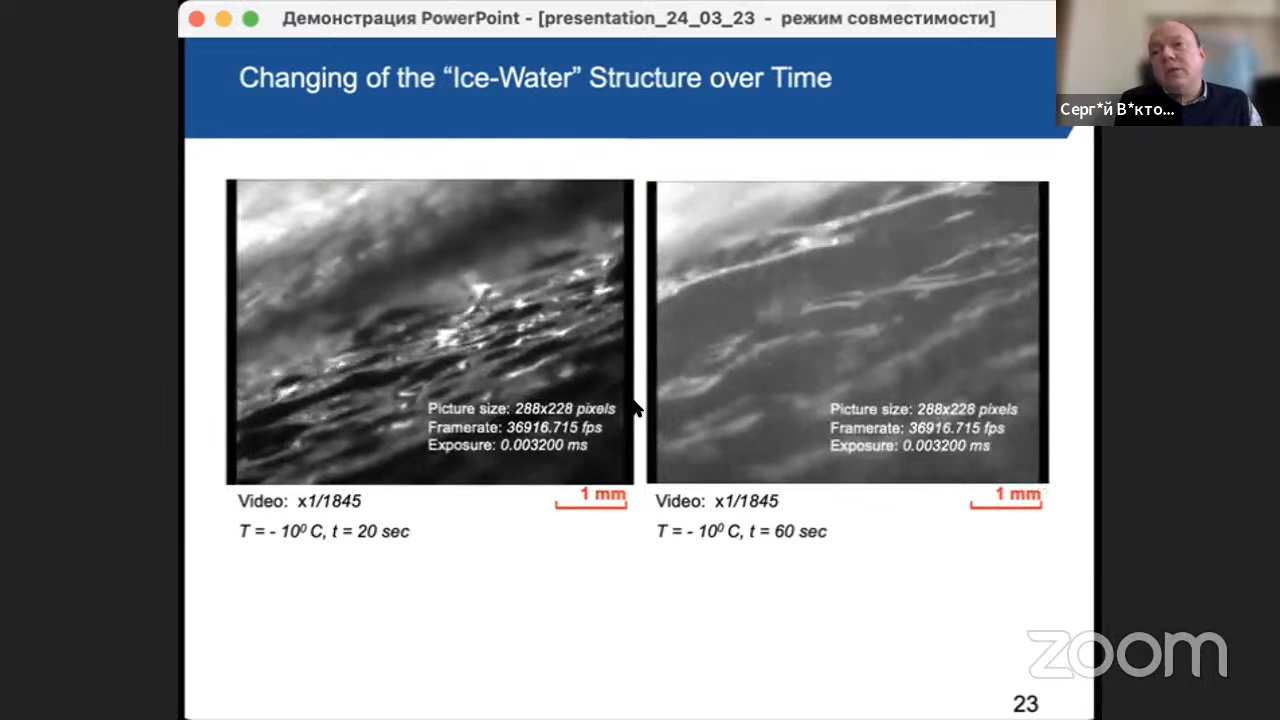 Демонстрация PowerPoint - [presentation_24_03_23 - режим совместимости]
Changing of the “Ice-Water” Structure over Time
Серг*й В*кто...
Picture size: 288x228 pixels
Framerate: 36916.715 fps
Exposure: 0.003200 ms
Picture size: 288x228 pixels
Framerate: 36916.715 fps
Exposure: 0.003200 ms
Video: x1/1845
1 mm
T = - 10⁰ C, t = 20 sec
Video: x1/1845
1 mm
T = - 10⁰ C, t = 60 sec
zoom
23